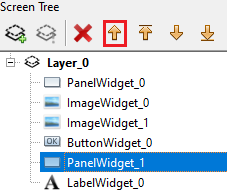 Screen Tree
Layer_0
PanelWidget_0
ImageWidget_0
ImageWidget_1
OK ButtonWidget_0
PanelWidget_1
A LabelWidget_0